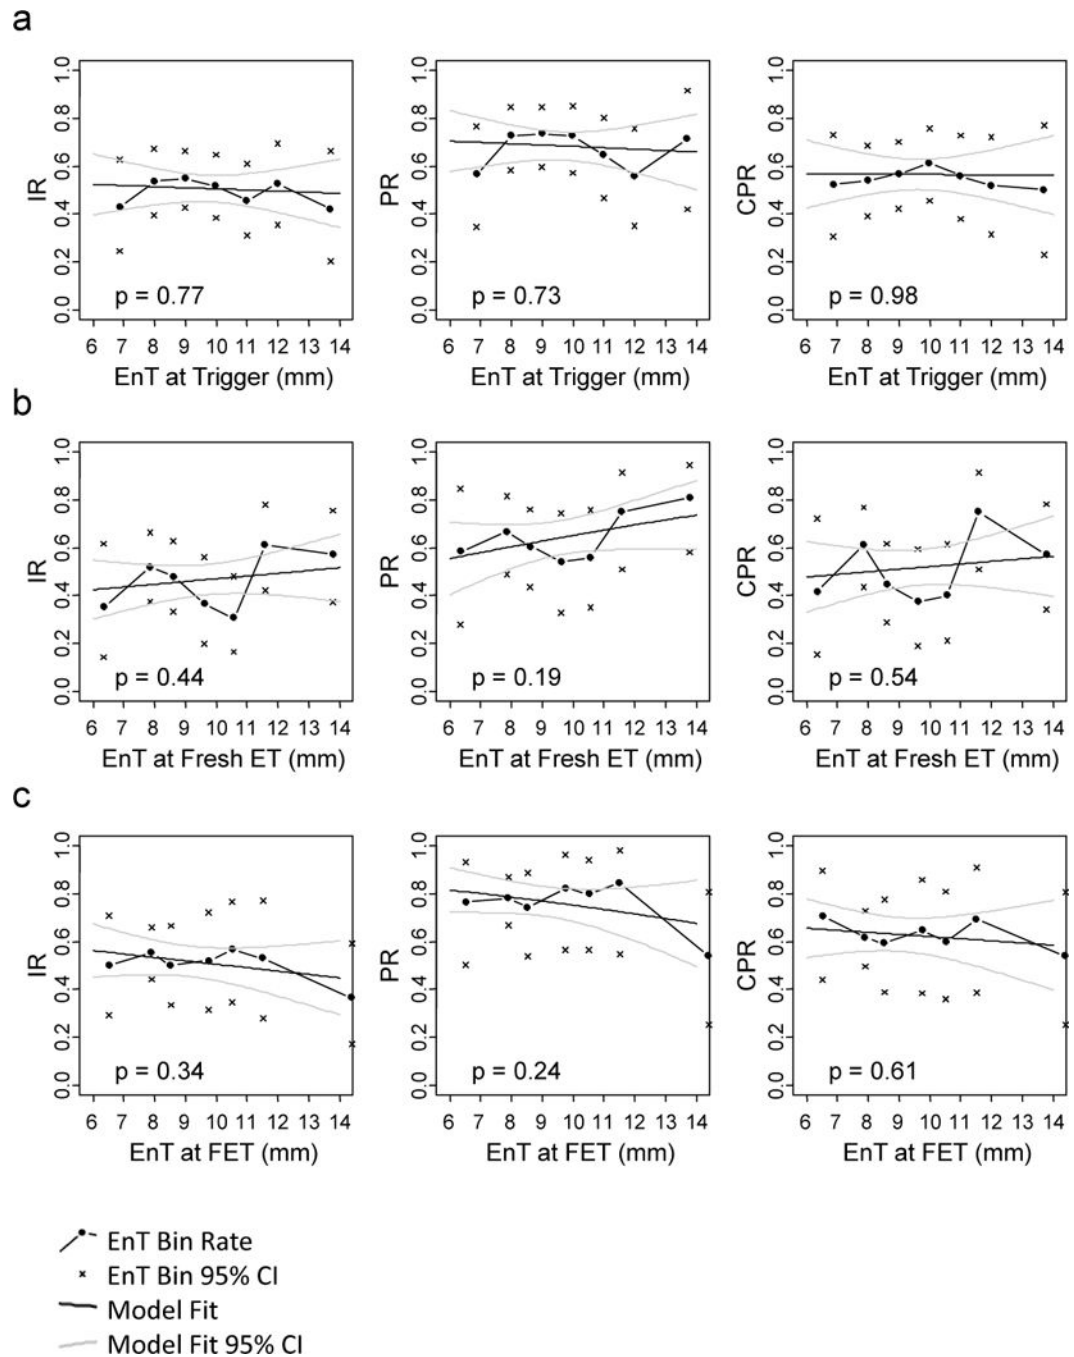 a
IR
0.0 0.2 0.4 0.6 0.8 1.0
p = 0.77
6 7 8 9 10 11 12 13 14
EnT at Trigger (mm)
PR
0.0 0.2 0.4 0.6 0.8 1.0
p = 0.73
6 7 8 9 10 11 12 13 14
EnT at Trigger (mm)
CPR
0.0 0.2 0.4 0.6 0.8 1.0
p = 0.98
6 7 8 9 10 11 12 13 14
EnT at Trigger (mm)
b
IR
0.0 0.2 0.4 0.6 0.8 1.0
p = 0.44
6 7 8 9 10 11 12 13 14
EnT at Fresh ET (mm)
PR
0.0 0.2 0.4 0.6 0.8 1.0
p = 0.19
6 7 8 9 10 11 12 13 14
EnT at Fresh ET (mm)
CPR
0.0 0.2 0.4 0.6 0.8 1.0
p = 0.54
6 7 8 9 10 11 12 13 14
EnT at Fresh ET (mm)
c
IR
0.0 0.2 0.4 0.6 0.8 1.0
p = 0.34
6 7 8 9 10 11 12 13 14
EnT at FET (mm)
PR
0.0 0.2 0.4 0.6 0.8 1.0
p = 0.24
6 7 8 9 10 11 12 13 14
EnT at FET (mm)
CPR
0.0 0.2 0.4 0.6 0.8 1.0
p = 0.61
6 7 8 9 10 11 12 13 14
EnT at FET (mm)
EnT Bin Rate
EnT Bin 95% CI
Model Fit
Model Fit 95% CI